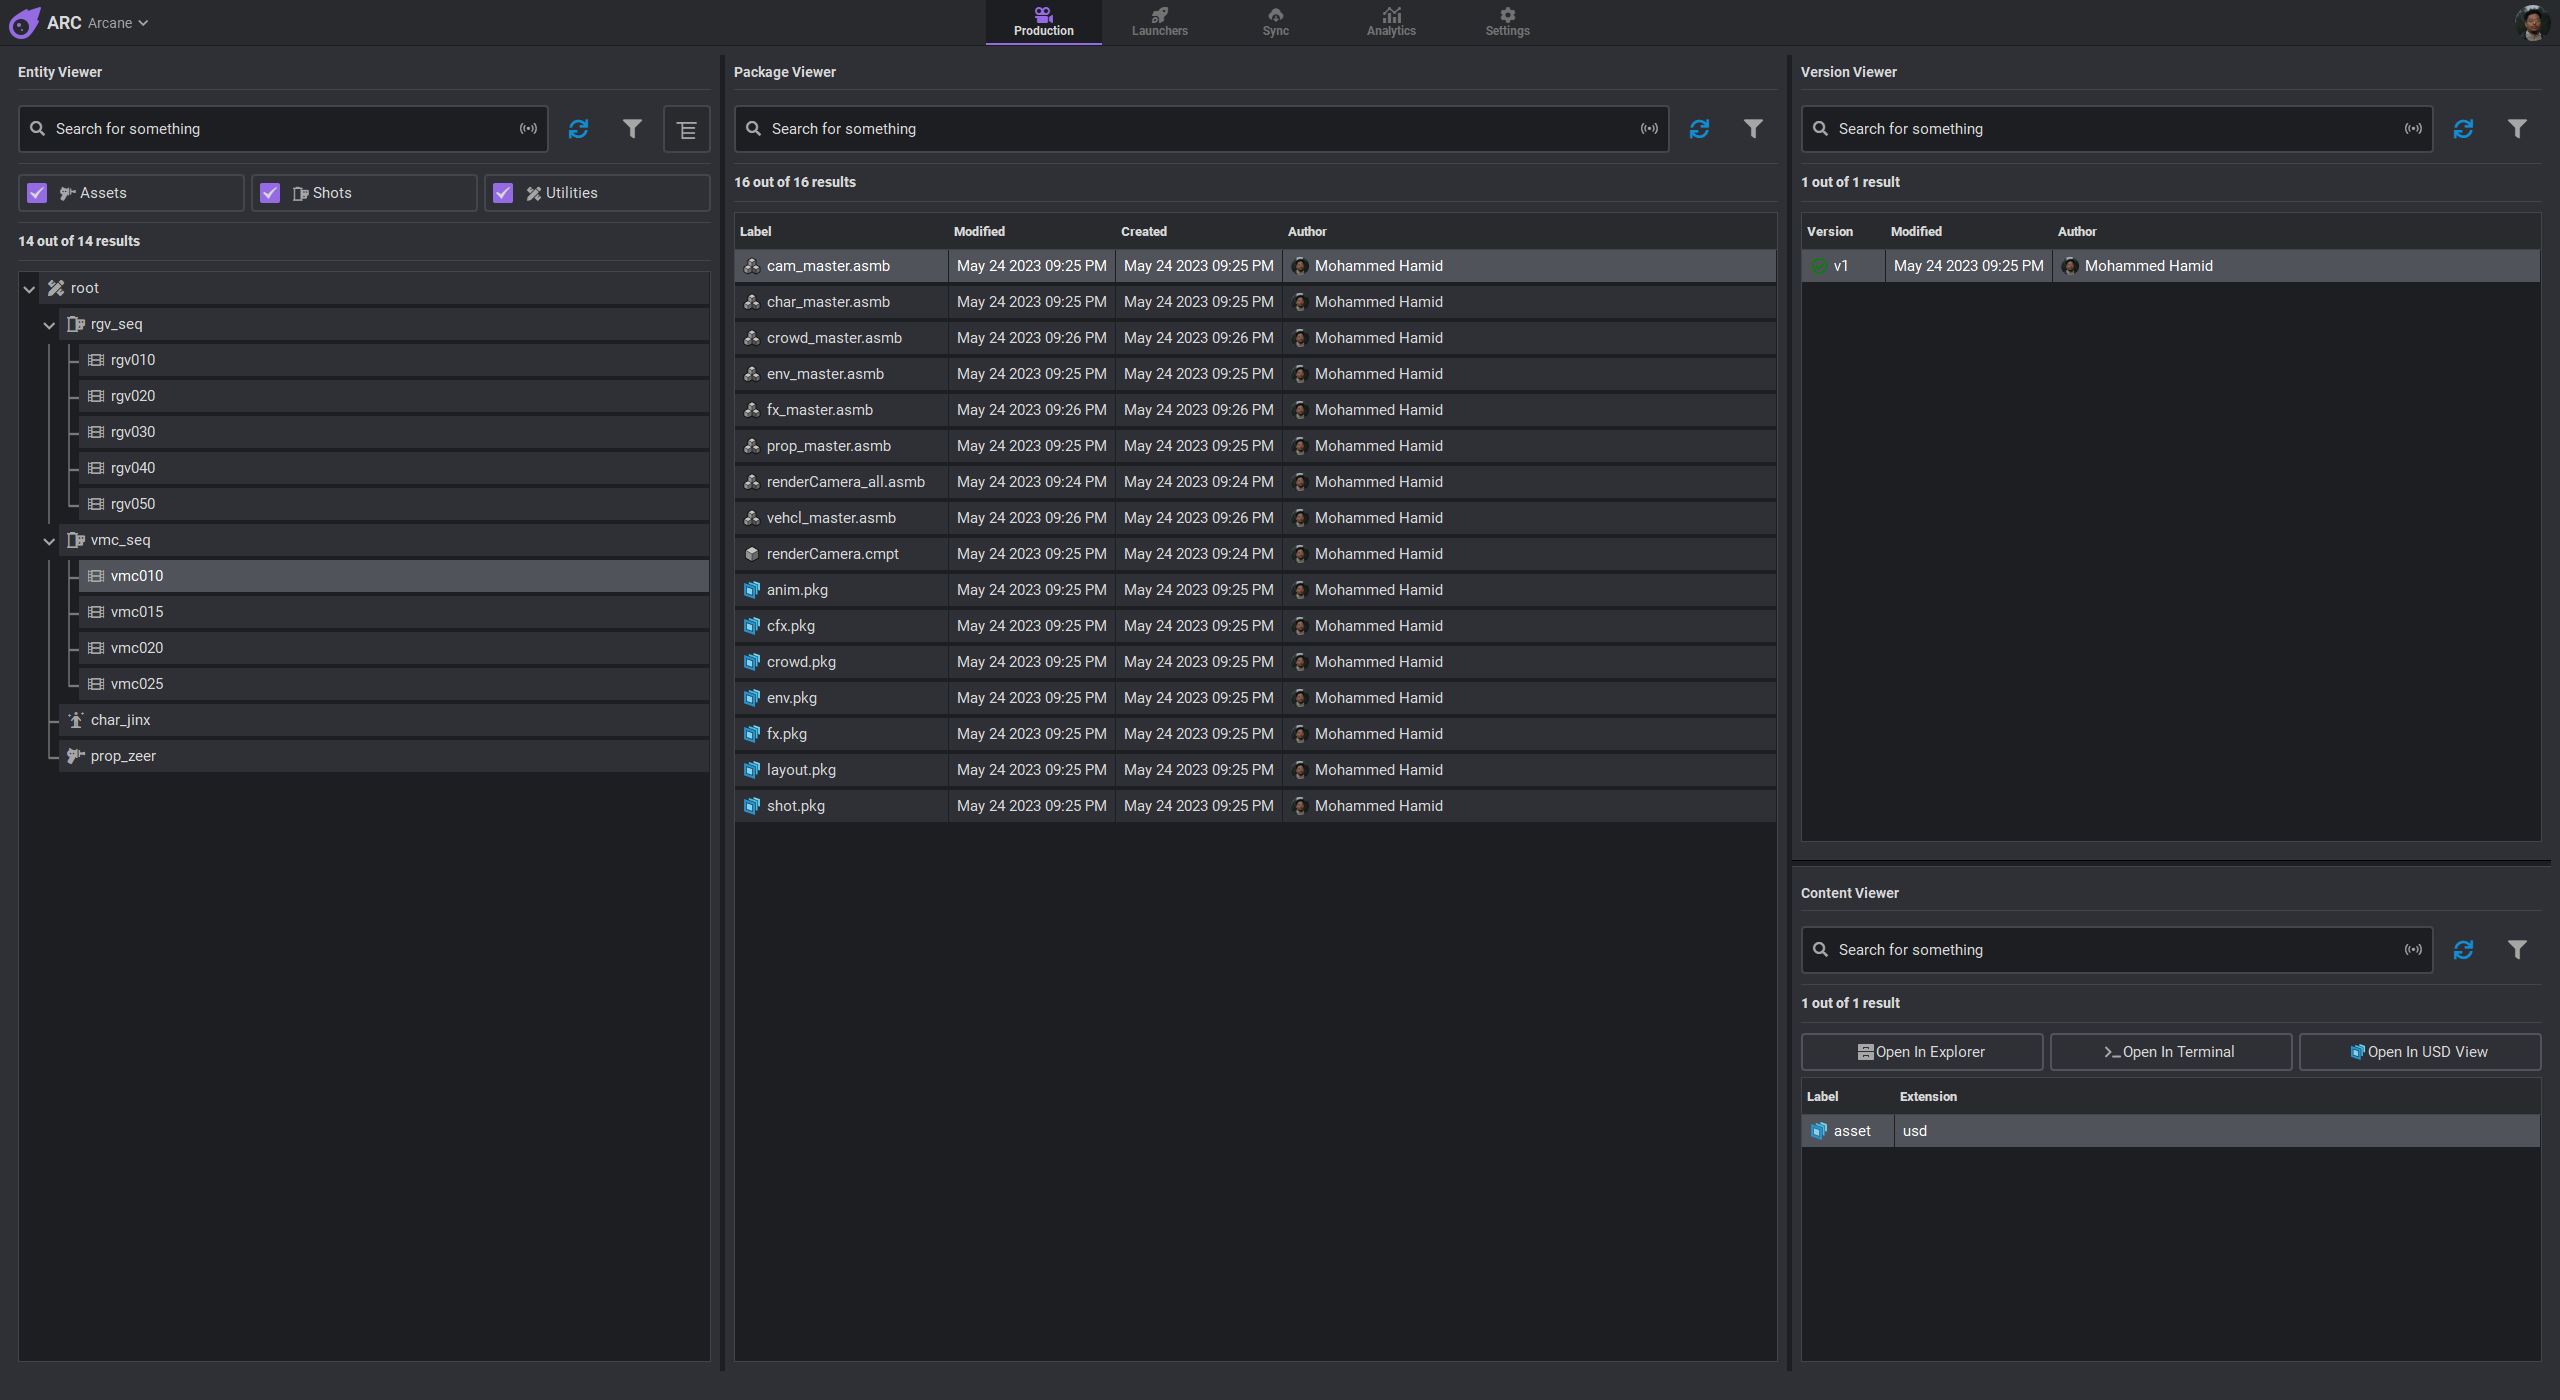 ARC Arcane
Production Launchers Sync Analytics Settings
Entity Viewer
Search for something
Assets Shots Utilities
14 out of 14 results
root
rgv_seq
rgv010
rgv020
rgv030
rgv040
rgv050
vmc_seq
vmc010
vmc015
vmc020
vmc025
char_jinx
prop_zeer
Package Viewer
Search for something
16 out of 16 results
Label Modified Created Author
cam_master.asmb May 24 2023 09:25 PM May 24 2023 09:25 PM Mohammed Hamid
char_master.asmb May 24 2023 09:25 PM May 24 2023 09:25 PM Mohammed Hamid
crowd_master.asmb May 24 2023 09:26 PM May 24 2023 09:26 PM Mohammed Hamid
env_master.asmb May 24 2023 09:25 PM May 24 2023 09:25 PM Mohammed Hamid
fx_master.asmb May 24 2023 09:26 PM May 24 2023 09:26 PM Mohammed Hamid
prop_master.asmb May 24 2023 09:25 PM May 24 2023 09:25 PM Mohammed Hamid
renderCamera_all.asmb May 24 2023 09:24 PM May 24 2023 09:24 PM Mohammed Hamid
vehcl_master.asmb May 24 2023 09:26 PM May 24 2023 09:26 PM Mohammed Hamid
renderCamera.cmpt May 24 2023 09:25 PM May 24 2023 09:24 PM Mohammed Hamid
anim.pkg May 24 2023 09:25 PM May 24 2023 09:25 PM Mohammed Hamid
cfx.pkg May 24 2023 09:25 PM May 24 2023 09:25 PM Mohammed Hamid
crowd.pkg May 24 2023 09:25 PM May 24 2023 09:25 PM Mohammed Hamid
env.pkg May 24 2023 09:25 PM May 24 2023 09:25 PM Mohammed Hamid
fx.pkg May 24 2023 09:25 PM May 24 2023 09:25 PM Mohammed Hamid
layout.pkg May 24 2023 09:25 PM May 24 2023 09:25 PM Mohammed Hamid
shot.pkg May 24 2023 09:25 PM May 24 2023 09:25 PM Mohammed Hamid
Version Viewer
Search for something
1 out of 1 result
Version Modified Author
v1 May 24 2023 09:25 PM Mohammed Hamid
Content Viewer
Search for something
1 out of 1 result
Open In Explorer Open In Terminal Open In USD View
Label Extension
asset usd